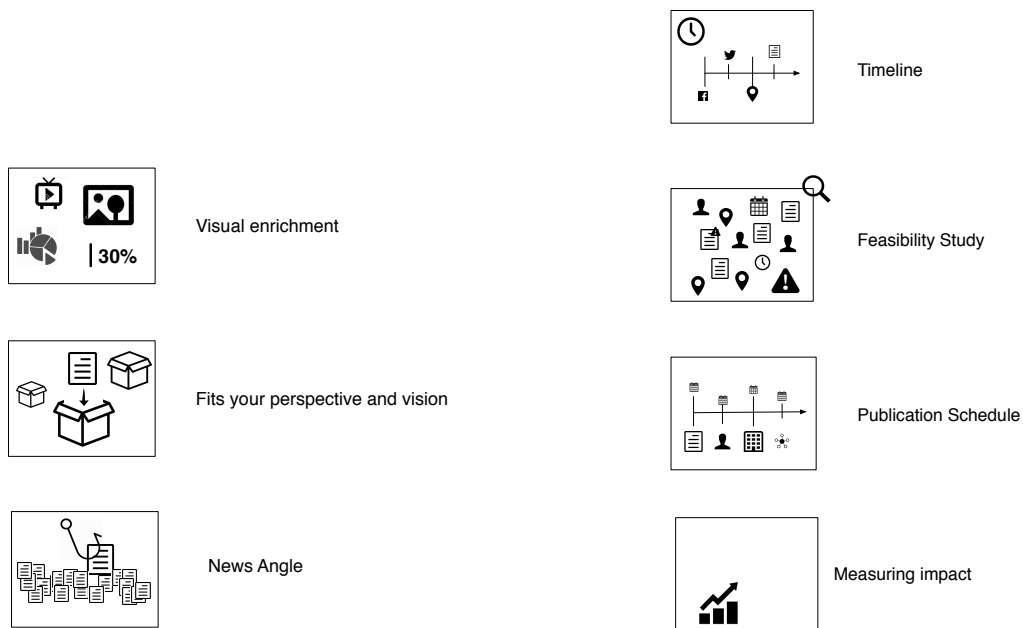 Visual enrichment
30%
Fits your perspective and vision
News Angle
Timeline
Feasibility Study
Publication Schedule
Measuring impact